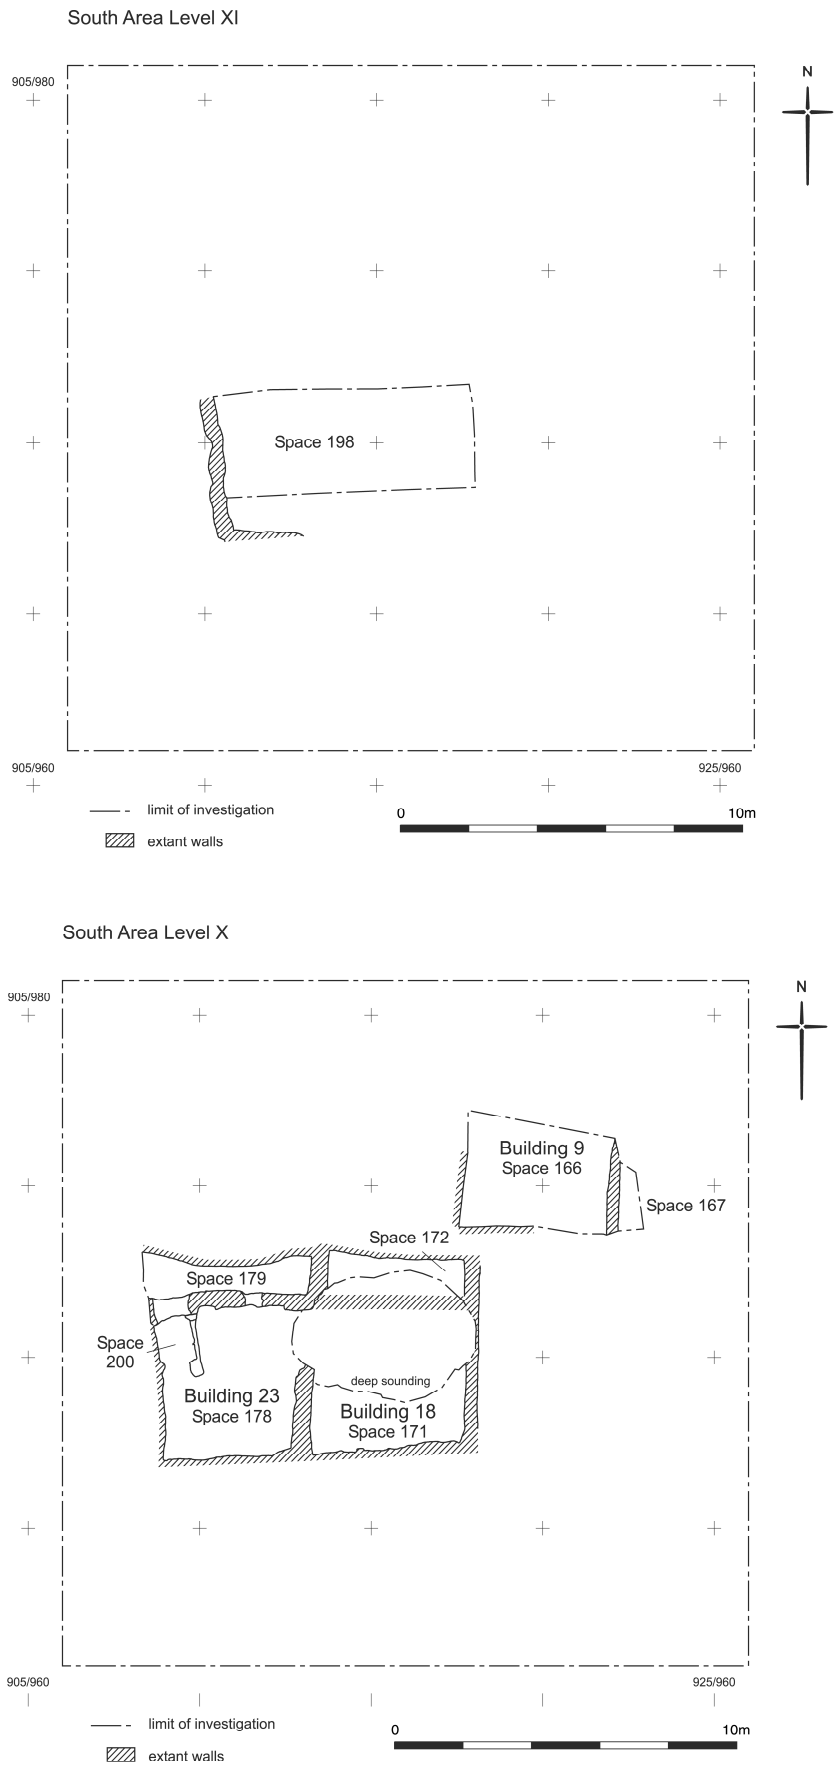 South Area Level XI
905/980
N
Space 198
905/960
925/960
limit of investigation
extant walls
0
10m
South Area Level X
905/980
N
Building 9
Space 166
Space 167
Space 172
Space 179
Space
200
deep sounding
Building 23
Space 178
Building 18
Space 171
905/960
925/960
limit of investigation
extant walls
0
10m